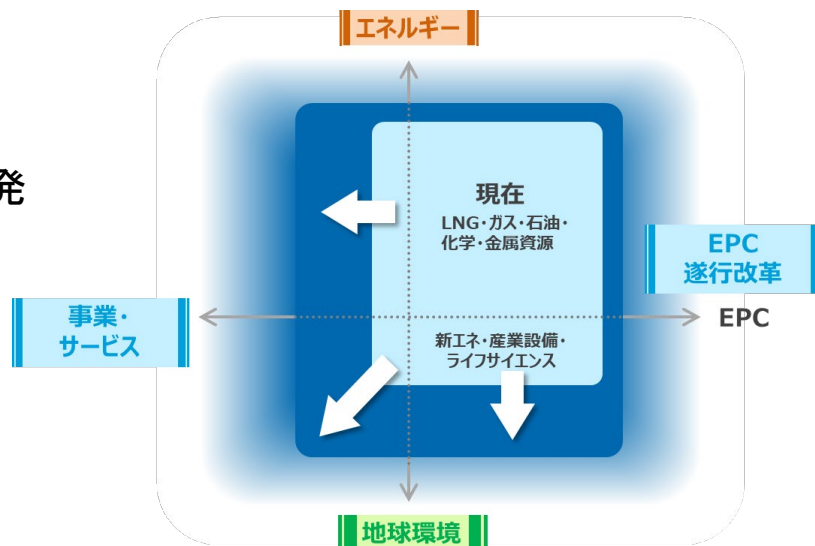 エネルギー
発
現在
LNG・ガス・石油・
化学・金属資源
EPC
遂行改革
事業・
サービス
EPC
新エネ・産業設備・
ライフサイエンス
地球環境